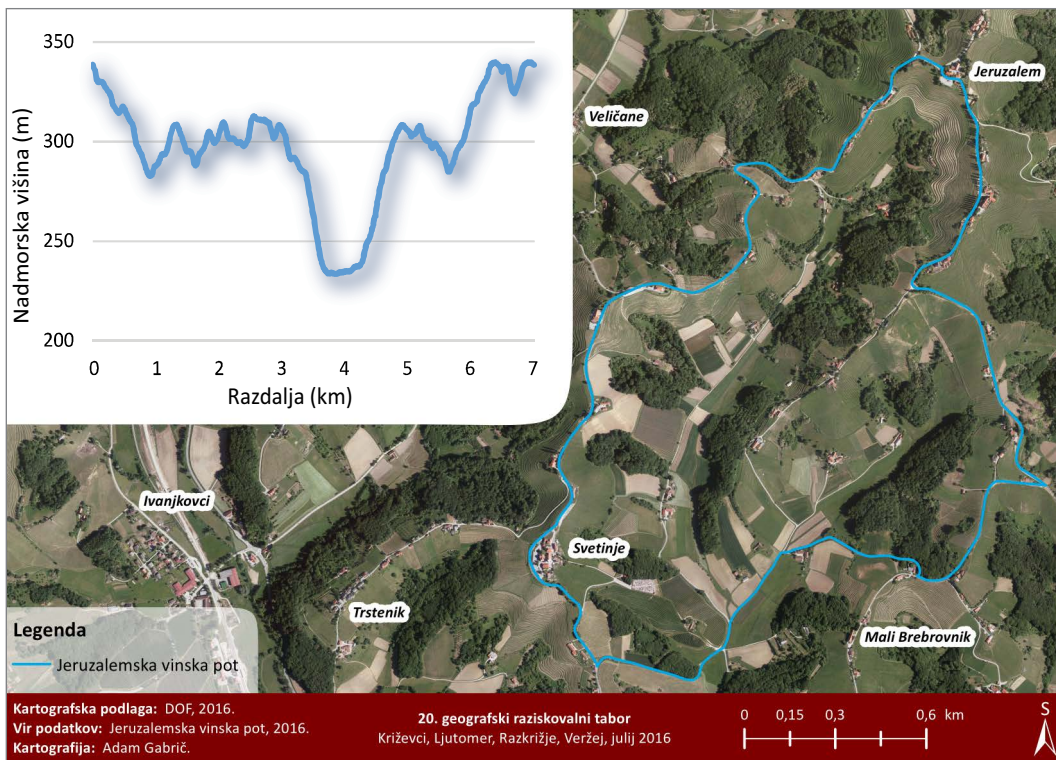 350
300
250
200
Nadmorska višina (m)
0 1 2 3 4 5 6 7
Razdalja (km)
Jeruzalem
Veličane
Ivanjkovci
Svetinje
Trstenik
Mali Brebrovnik
Legenda
Jeruzalemska vinska pot
Kartografska podlaga: DOF, 2016.
Vir podatkov: Jeruzalemska vinska pot, 2016.
Kartografija: Adam Gabrič.
20. geografski raziskovalni tabor
Križevci, Ljutomer, Razkrižje, Veržej, julij 2016
0 0,15 0,3 0,6 km
S